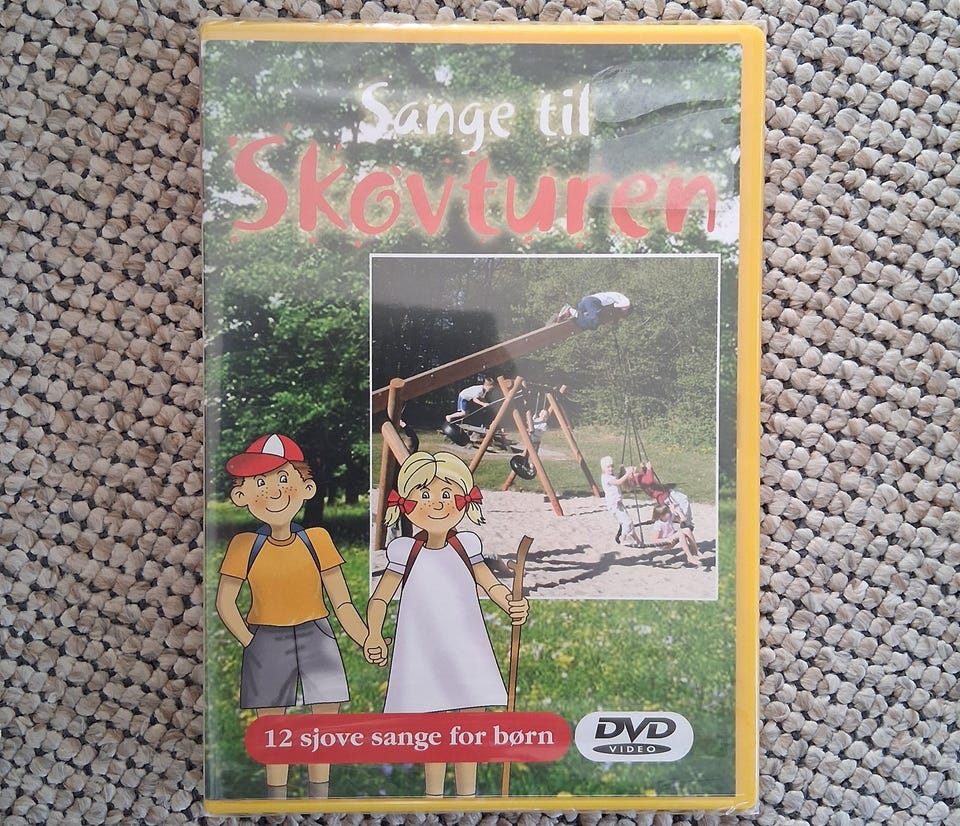 Sange til
Skovturen
12 sjove sange for børn
DVD
VIDEO